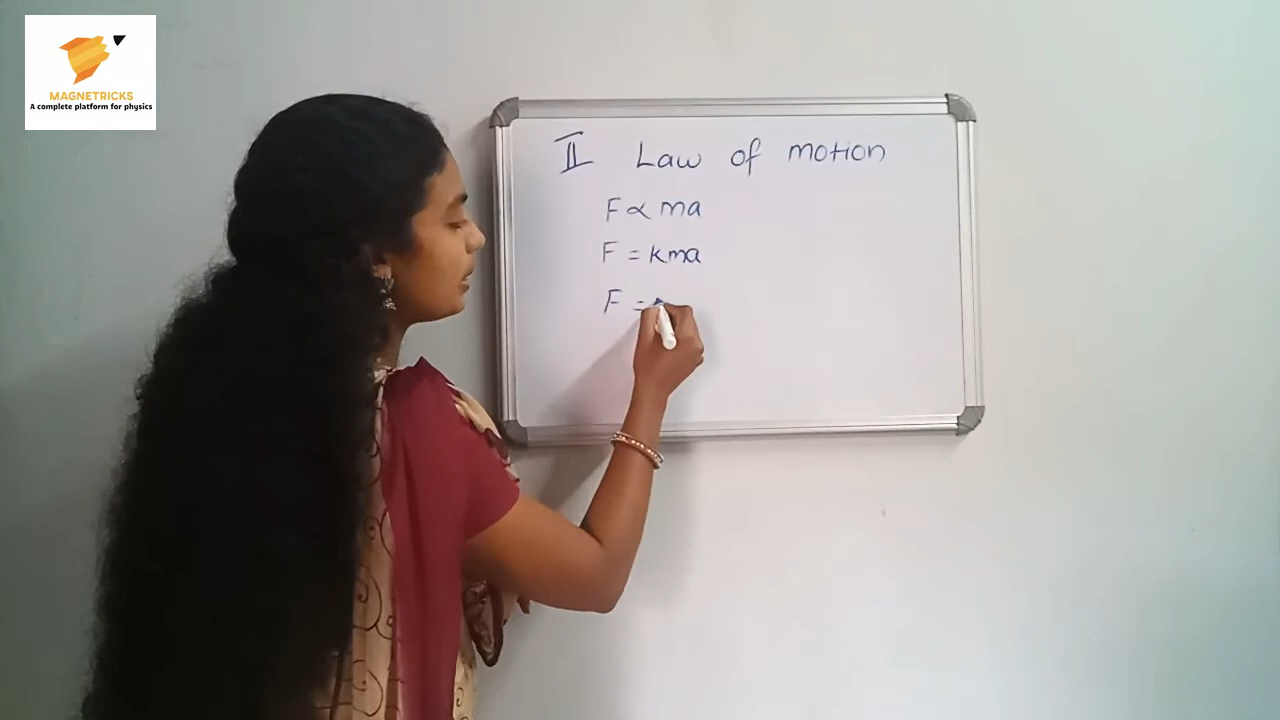 MAGNETRICKS
A complete platform for physics
II Law of motion
F ∝ ma
F = kma
F =